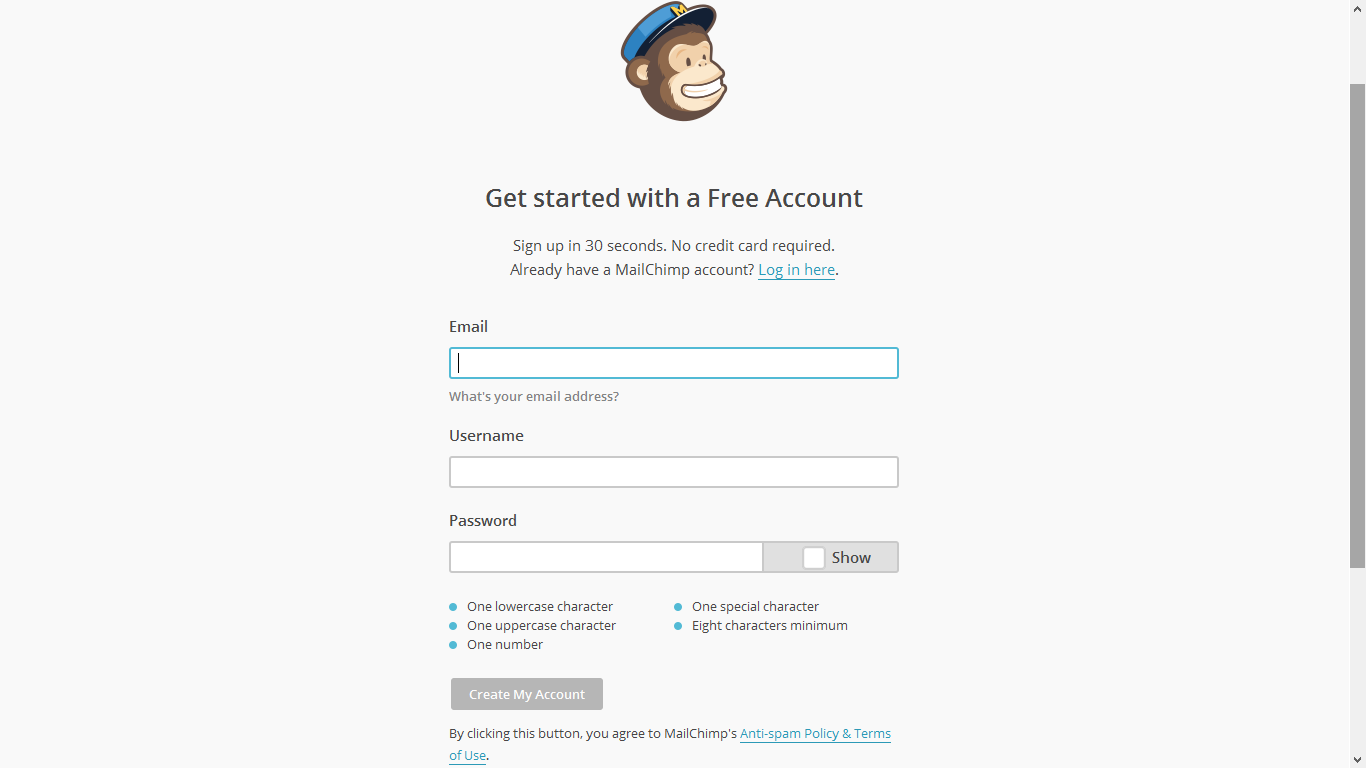 Get started with a Free Account
Sign up in 30 seconds. No credit card required.
Already have a MailChimp account? Log in here.
Email
What's your email address?
Username
Password
Show
One lowercase character
One special character
One uppercase character
Eight characters minimum
One number
Create My Account
By clicking this button, you agree to MailChimp's Anti-spam Policy & Terms
of Use.